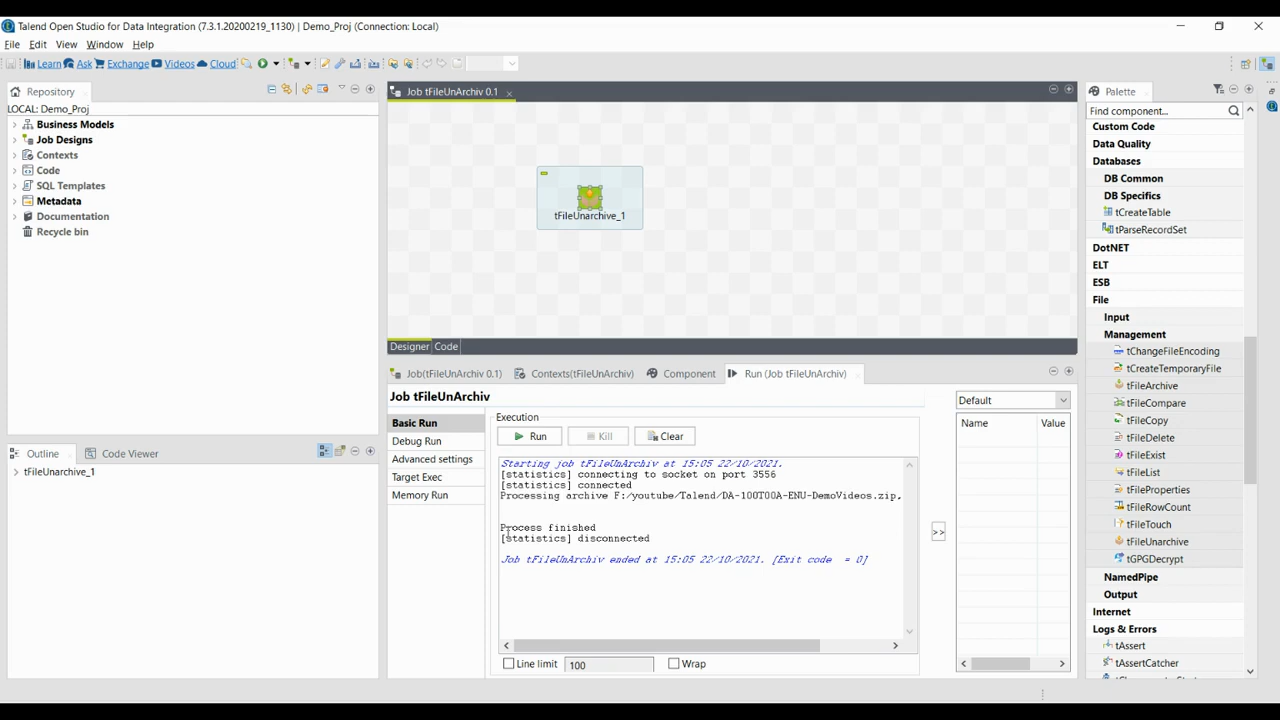 Talend Open Studio for Data Integration (7.3.1.20200219_1130) | Demo_Proj (Connection: Local)
File Edit View Window Help
Learn Ask Exchange Videos Cloud
Repository
LOCAL: Demo_Proj
Business Models
Job Designs
Contexts
Code
SQL Templates
Metadata
Documentation
Recycle bin
Outline
Code Viewer
tFileUnarchive_1
Job tFileUnArchiv 0.1
tFileUnarchive_1
Designer Code
Job(tFileUnArchiv 0.1) Contexts(tFileUnArchiv) Component Run (Job tFileUnArchiv)
Job tFileUnArchiv
Basic Run
Debug Run
Advanced settings
Target Exec
Memory Run
Execution
Run
Kill
Clear
Starting job tFileUnArchiv at 15:05 22/10/2021.
[statistics] connecting to socket on port 3556
[statistics] connected
Processing archive F:/youtube/Talend/DA-100T00A-ENU-DemoVideos.zip,
Process finished
[statistics] disconnected
Job tFileUnArchiv ended at 15:05 22/10/2021. [Exit code = 0]
Line limit 100 Wrap
>>
Default
Name Value
Palette
Find component...
Custom Code
Data Quality
Databases
DB Common
DB Specifics
tCreateTable
tParseRecordSet
DotNET
ELT
ESB
File
Input
Management
tChangeFileEncoding
tCreateTemporaryFile
tFileArchive
tFileCompare
tFileCopy
tFileDelete
tFileExist
tFileList
tFileProperties
tFileRowCount
tFileTouch
tFileUnarchive
tGPGDecrypt
NamedPipe
Output
Internet
Logs & Errors
tAssert
tAssertCatcher